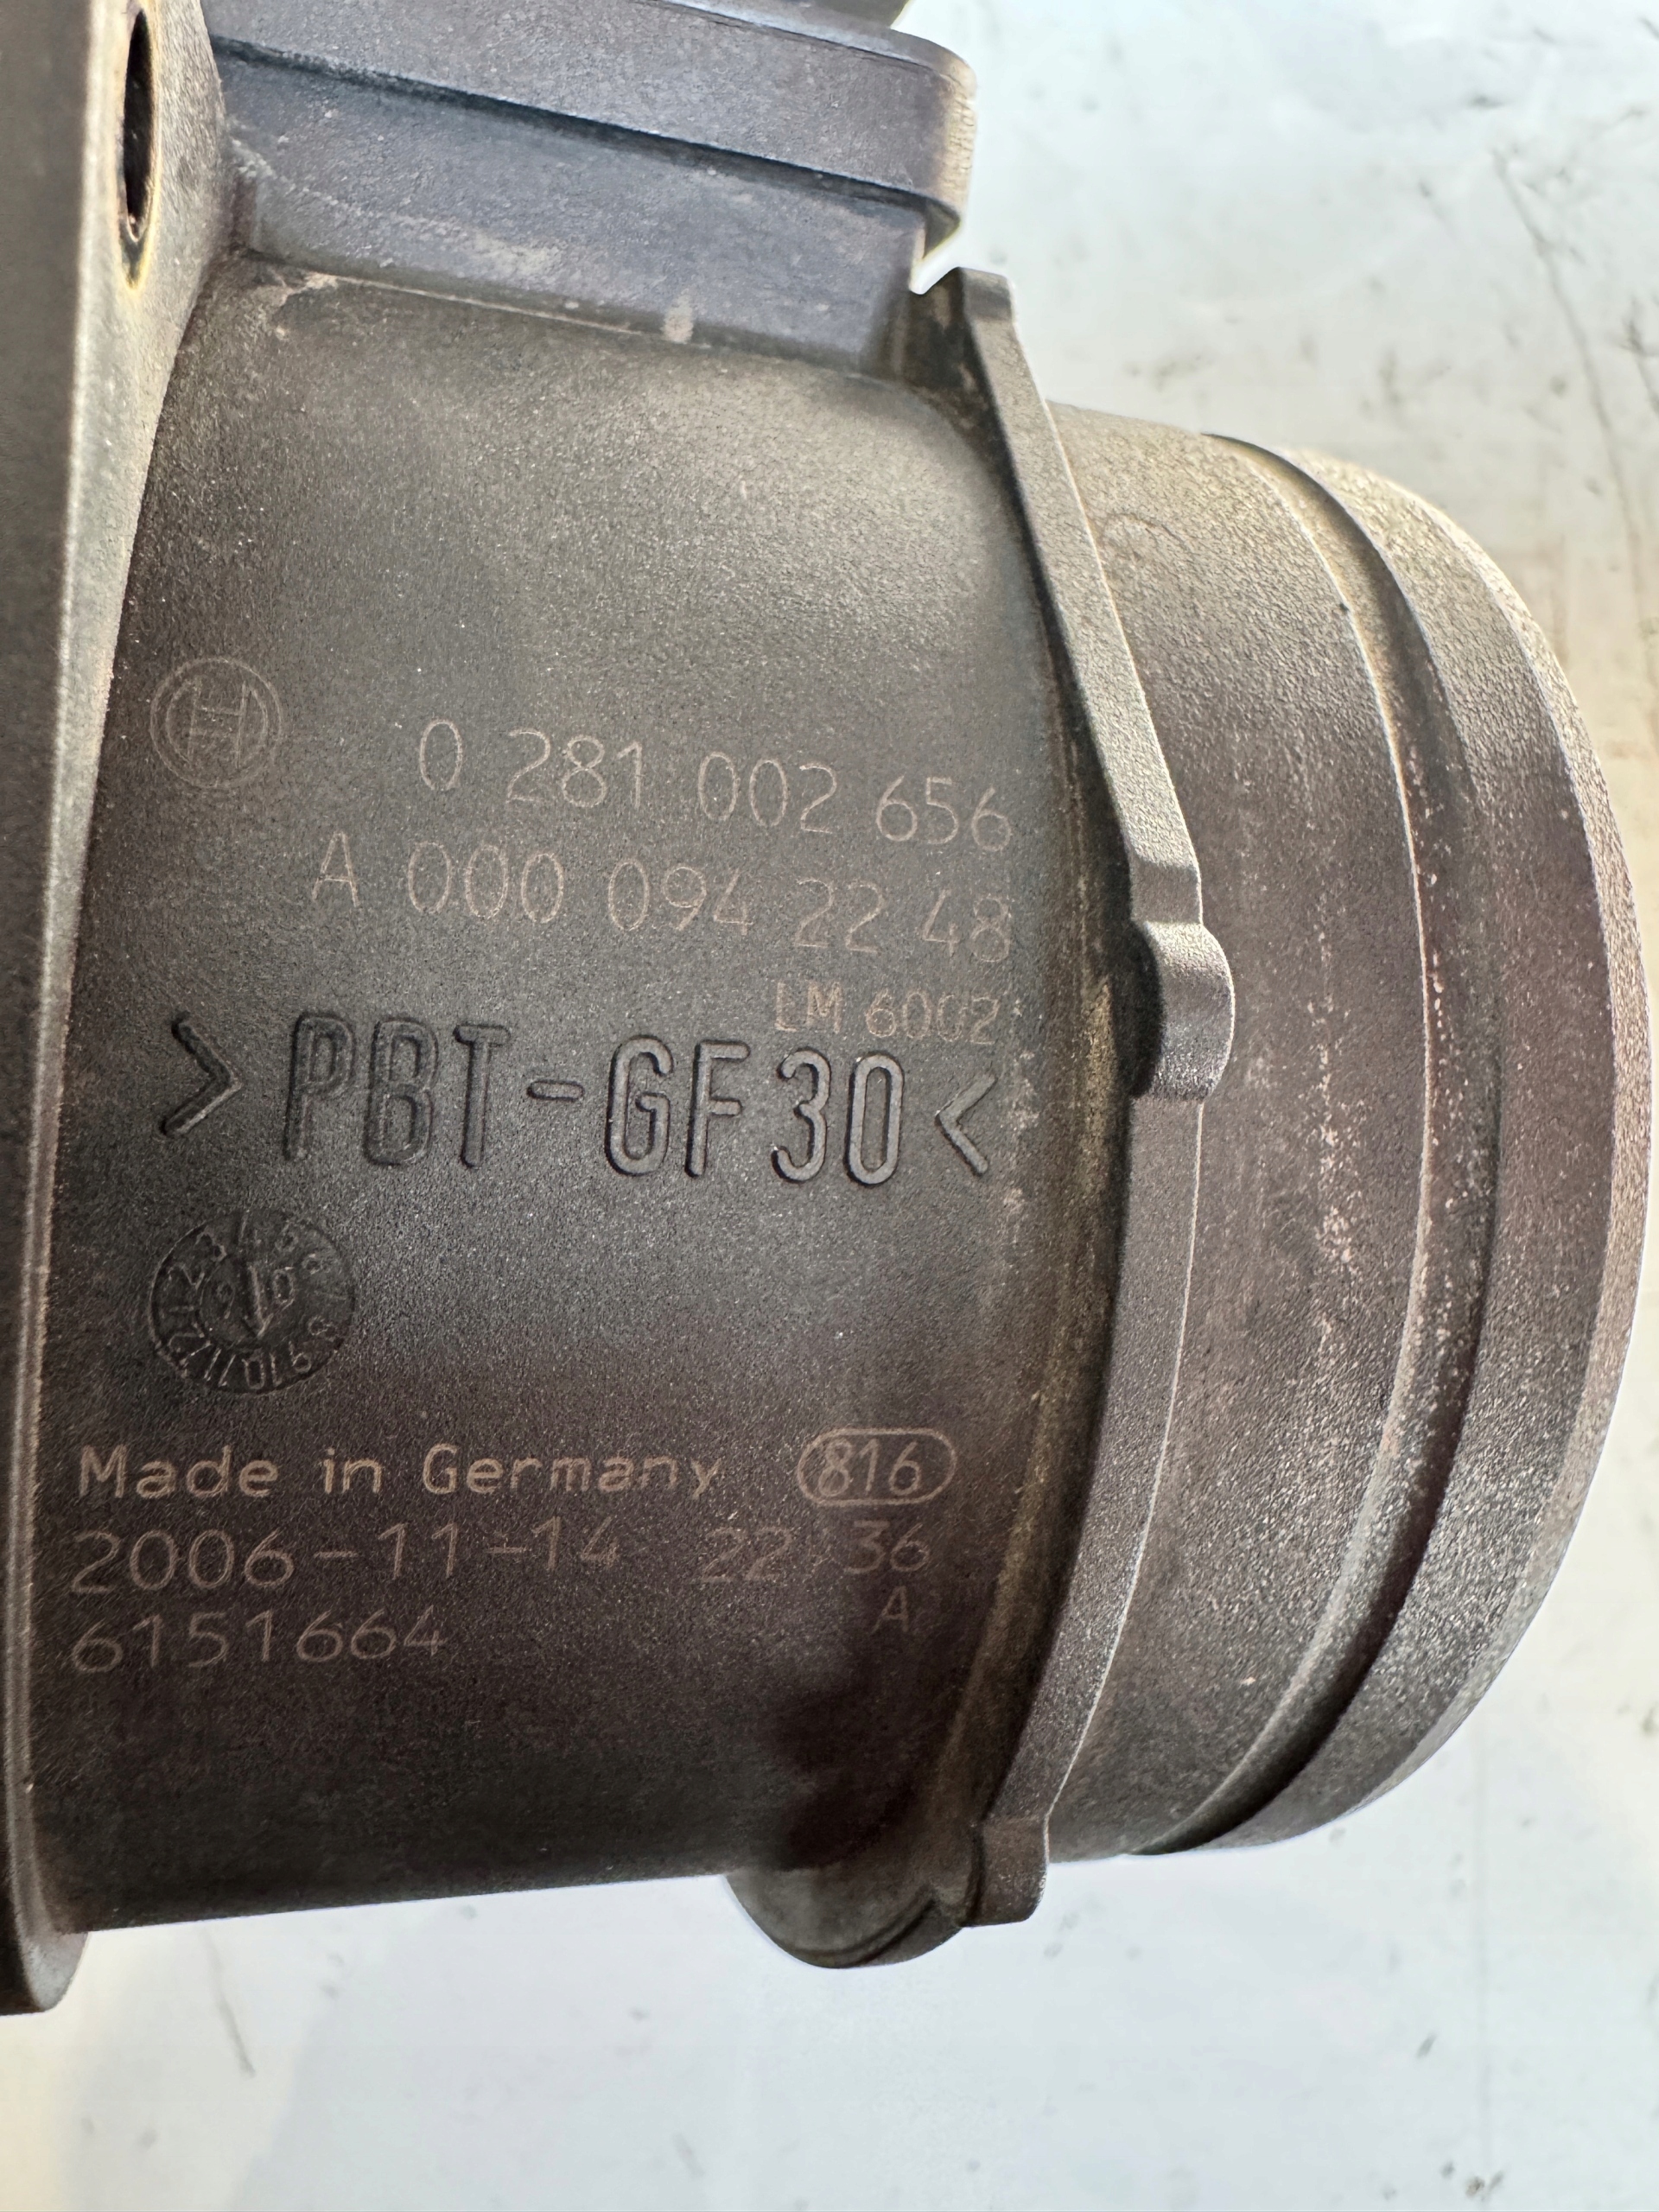 0 281 002 656
A 000 094 22 48
LM 6002
>PBT-GF30<
Made in Germany 816
2006-11-14 22:36
A
6151664